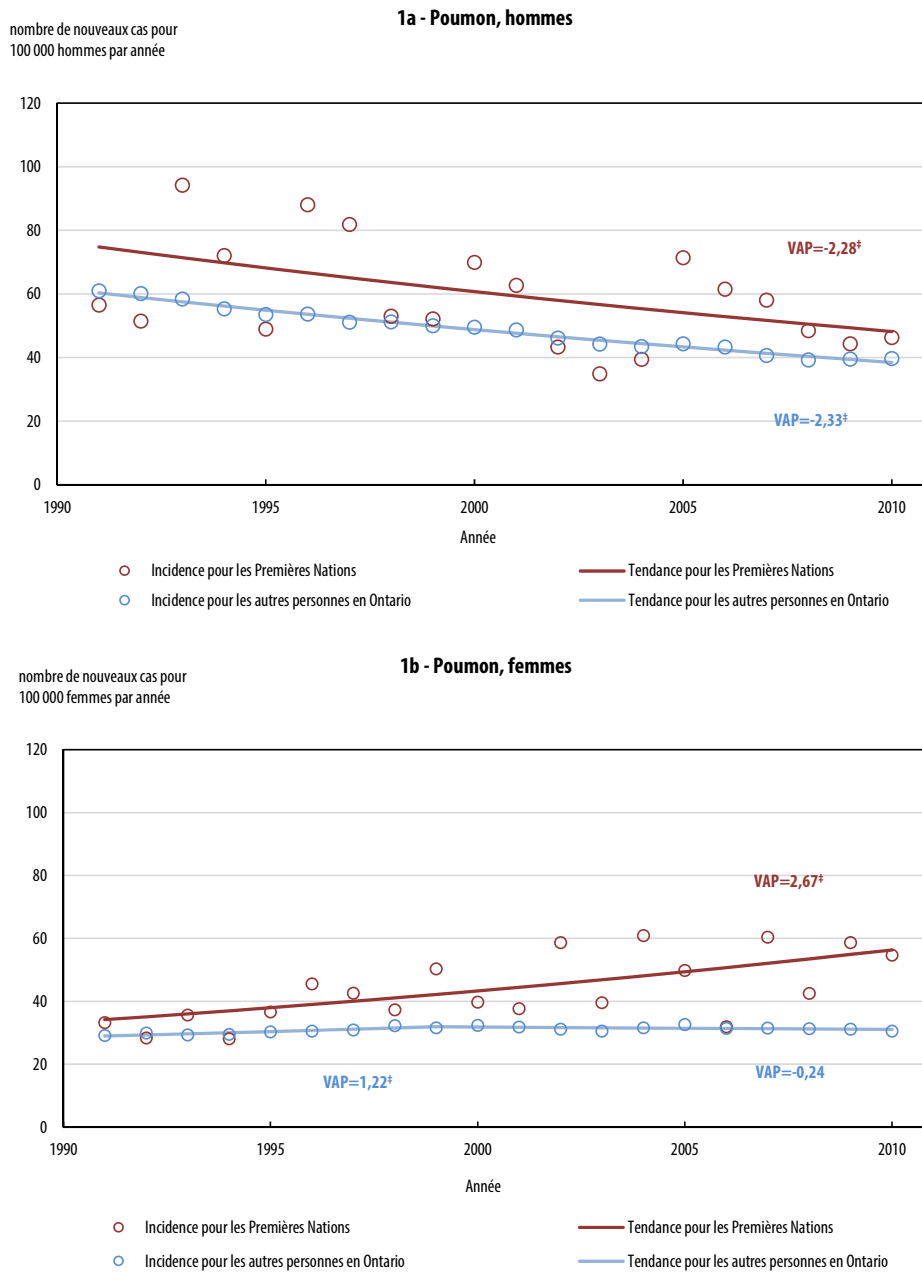 1a - Poumon, hommes
nombre de nouveaux cas pour
100 000 hommes par année
120
100
80
60
40
20
0
VAP=-2,28‡
VAP=-2,33‡
1990
1995
2000
2005
2010
Année
Incidence pour les Premières Nations
Tendance pour les Premières Nations
Incidence pour les autres personnes en Ontario
Tendance pour les autres personnes en Ontario
1b - Poumon, femmes
nombre de nouveaux cas pour
100 000 femmes par année
120
100
80
60
40
20
0
VAP=2,67‡
VAP=1,22‡
VAP=-0,24
1990
1995
2000
2005
2010
Année
Incidence pour les Premières Nations
Tendance pour les Premières Nations
Incidence pour les autres personnes en Ontario
Tendance pour les autres personnes en Ontario